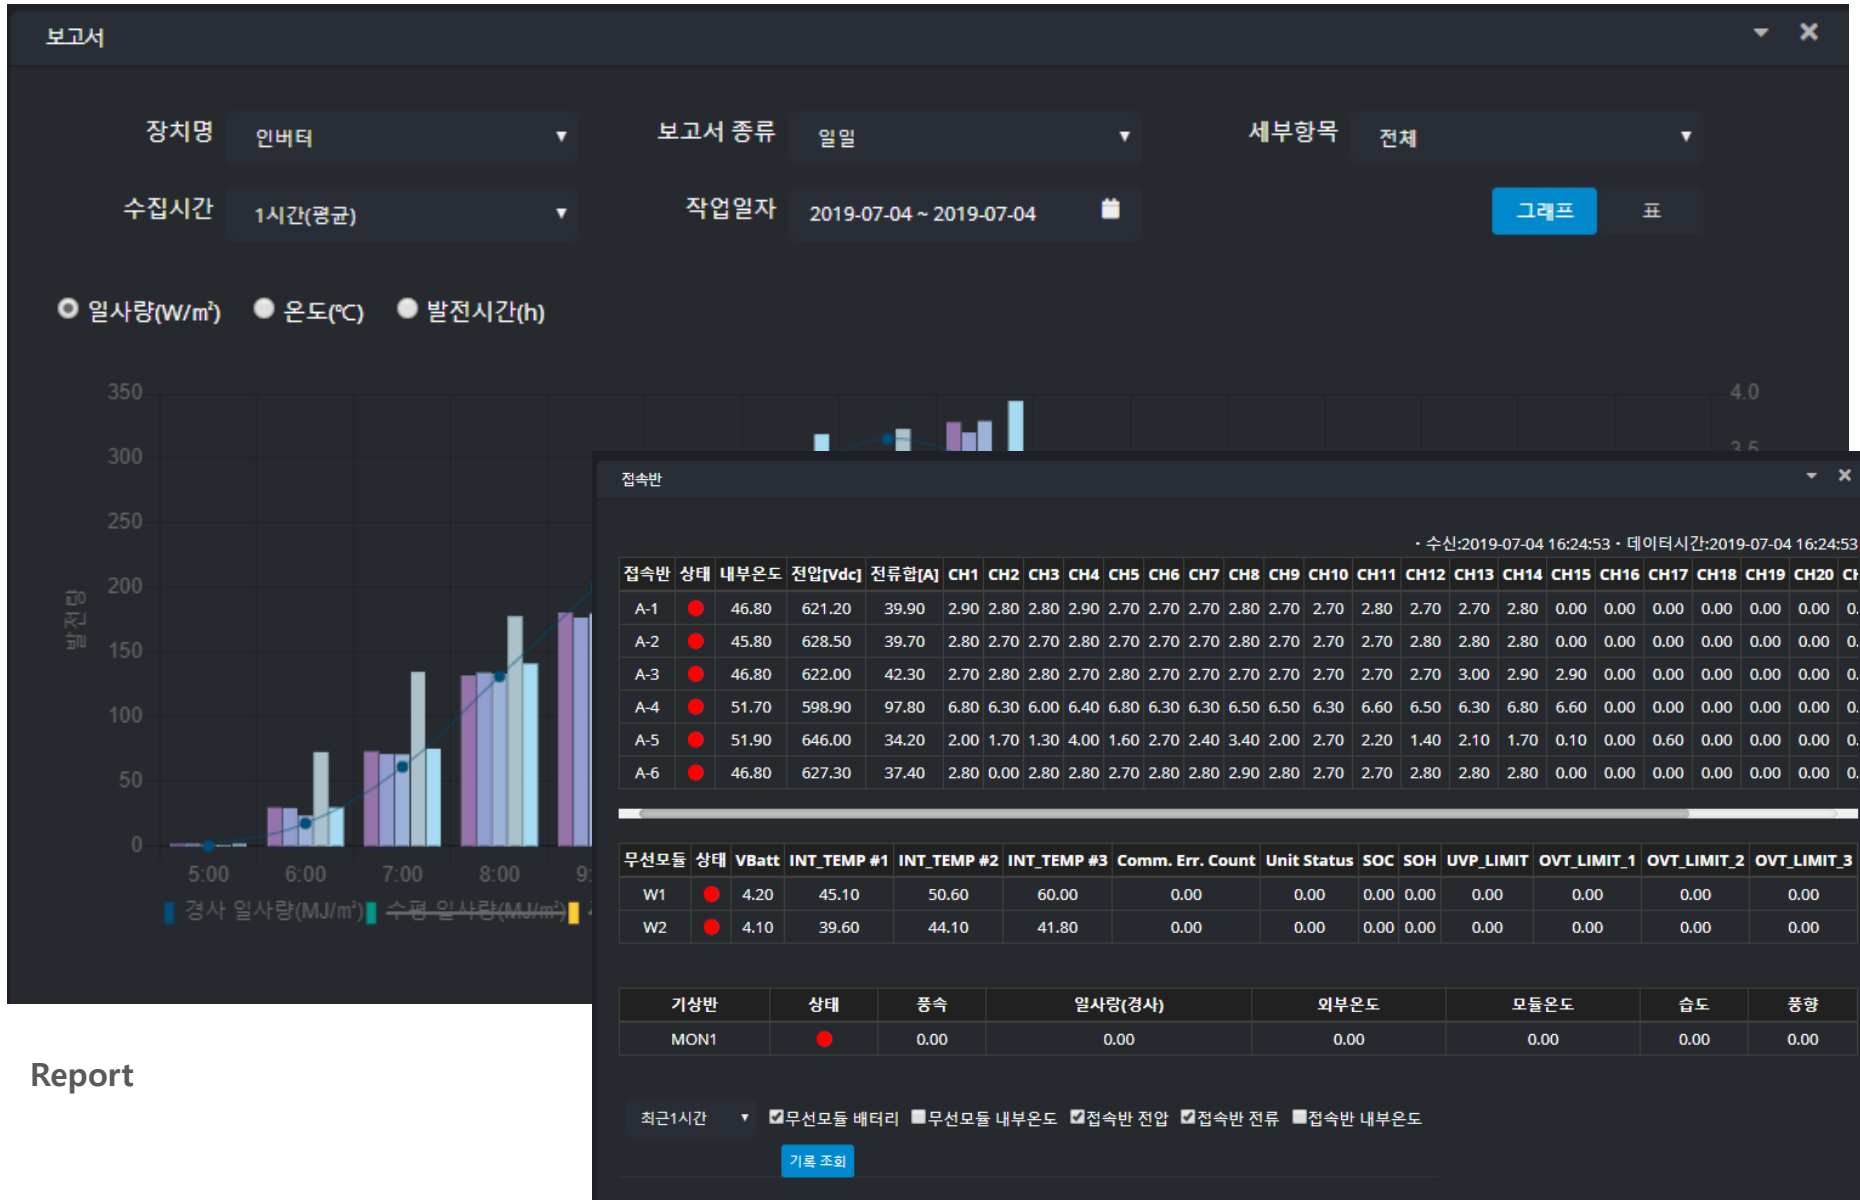 보고서
장치명 인버터 ▼ 보고서 종류 일일 ▼ 세부항목 전체 ▼
수집시간 1시간(평균) ▼ 작업일자 2019-07-04 ~ 2019-07-04 그래프 표
일사량(W/㎡) 온도(℃) 발전시간(h)
350 4.0
300 3.5
250
200
150
100
50
0
발전량
5:00 6:00 7:00 8:00 9:
경사 일사량(MJ/㎡) 수평 일사량(MJ/㎡)
접속반
・수신:2019-07-04 16:24:53・데이터시간:2019-07-04 16:24:53
접속반 상태 내부온도 전압[Vdc] 전류합[A] CH1 CH2 CH3 CH4 CH5 CH6 CH7 CH8 CH9 CH10 CH11 CH12 CH13 CH14 CH15 CH16 CH17 CH18 CH19 CH20 CH
A-1 46.80 621.20 39.90 2.90 2.80 2.80 2.90 2.70 2.70 2.70 2.80 2.70 2.70 2.80 2.70 2.70 2.80 0.00 0.00 0.00 0.00 0.00 0.00 0.
A-2 45.80 628.50 39.70 2.80 2.70 2.70 2.80 2.70 2.70 2.70 2.80 2.70 2.70 2.70 2.80 2.80 2.80 0.00 0.00 0.00 0.00 0.00 0.00 0.
A-3 46.80 622.00 42.30 2.70 2.80 2.80 2.70 2.80 2.70 2.70 2.70 2.70 2.70 2.70 2.70 3.00 2.90 2.90 0.00 0.00 0.00 0.00 0.00 0.
A-4 51.70 598.90 97.80 6.80 6.30 6.00 6.40 6.80 6.30 6.30 6.50 6.50 6.30 6.60 6.50 6.30 6.80 6.60 0.00 0.00 0.00 0.00 0.00 0.
A-5 51.90 646.00 34.20 2.00 1.70 1.30 4.00 1.60 2.70 2.40 3.40 2.00 2.70 2.20 1.40 2.10 1.70 0.10 0.00 0.60 0.00 0.00 0.00 0.
A-6 46.80 627.30 37.40 2.80 0.00 2.80 2.80 2.70 2.80 2.80 2.90 2.80 2.70 2.70 2.80 2.80 2.80 0.00 0.00 0.00 0.00 0.00 0.00 0.
무선모듈 상태 VBatt INT_TEMP #1 INT_TEMP #2 INT_TEMP #3 Comm. Err. Count Unit Status SOC SOH UVP_LIMIT OVT_LIMIT_1 OVT_LIMIT_2 OVT_LIMIT_3
W1 4.20 45.10 50.60 60.00 0.00 0.00 0.00 0.00 0.00 0.00 0.00 0.00
W2 4.10 39.60 44.10 41.80 0.00 0.00 0.00 0.00 0.00 0.00 0.00 0.00
기상반 상태 풍속 일사랑(경사) 외부온도 모듈온도 습도 풍향
MON1 0.00 0.00 0.00 0.00 0.00 0.00
최근1시간 ▼ 무선모듈 배터리 무선모듈 내부온도 접속반 전압 접속반 전류 접속반 내부온도
기록 조회
Report